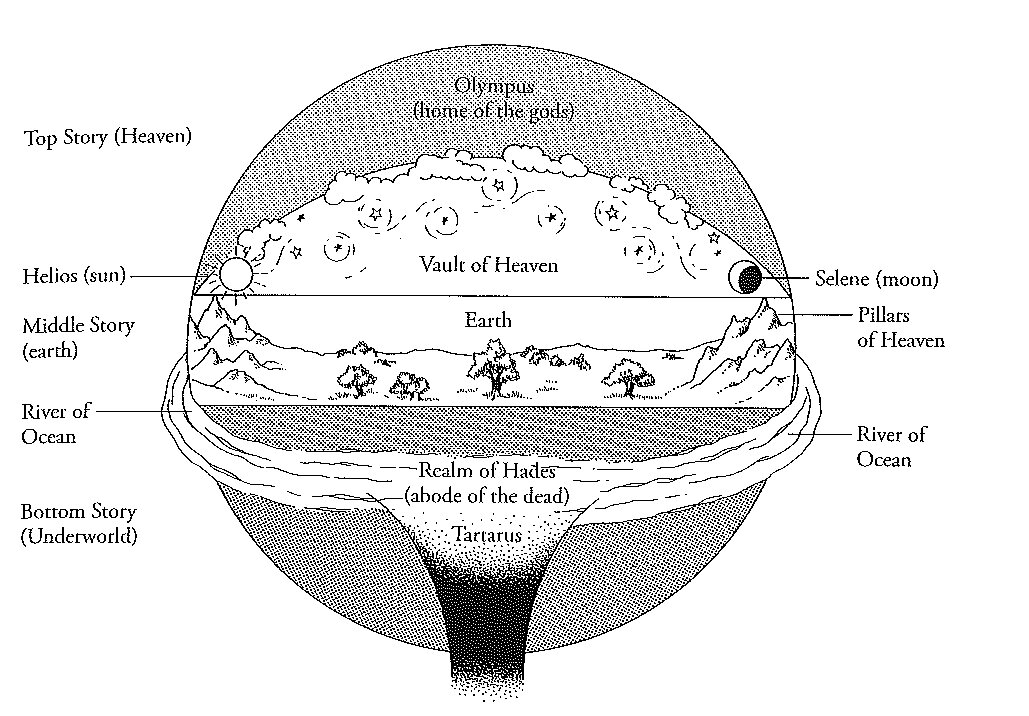 Olympus
(home of the gods)
Top Story (Heaven)
Vault of Heaven
Helios (sun)
Selene (moon)
Earth
Middle Story
(earth)
Pillars
of Heaven
River of
Ocean
River of
Ocean
Realm of Hades
(abode of the dead)
Bottom Story
(Underworld)
Tartarus